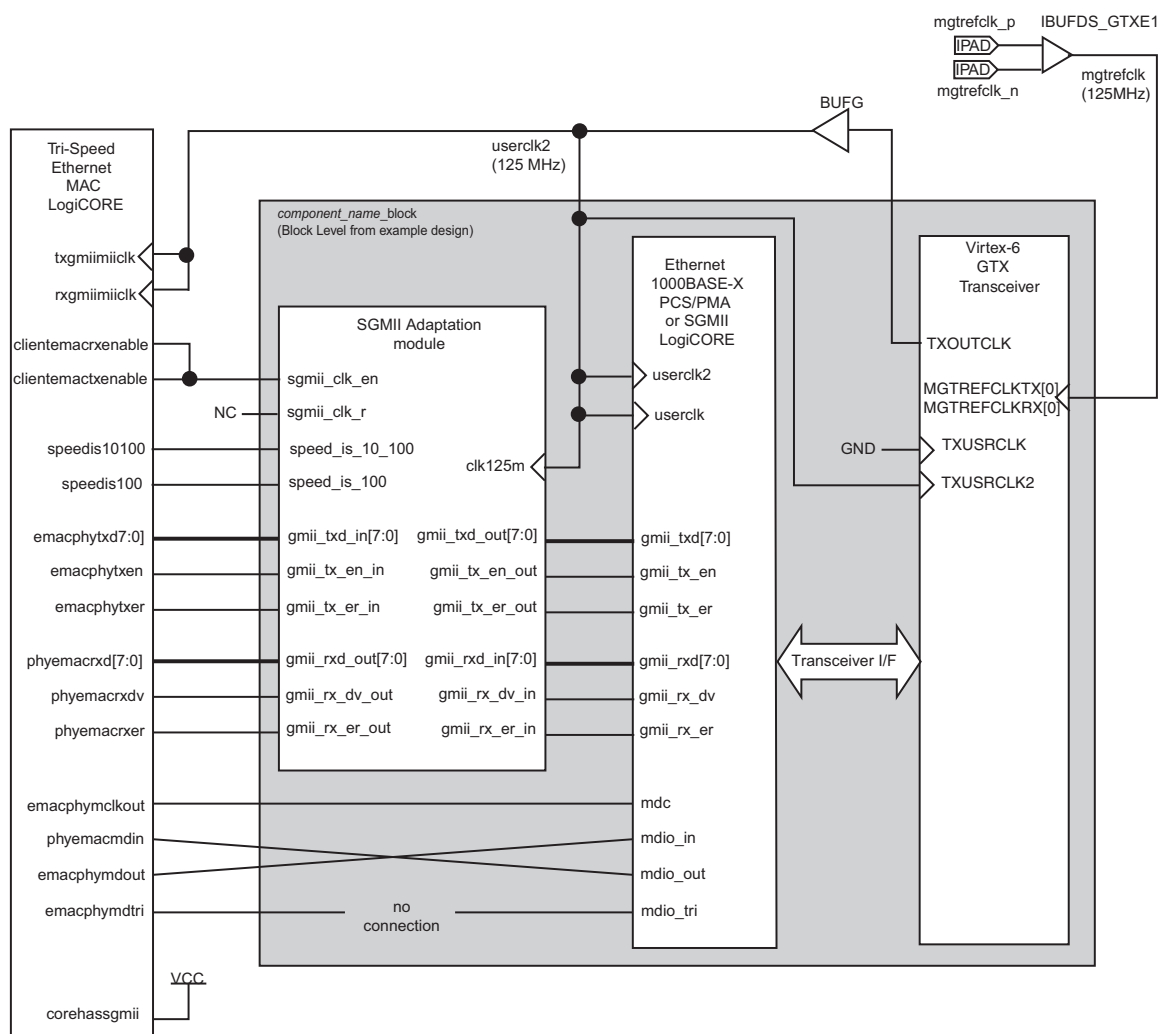 mgtrefclk_p
IBUFDS_GTXE1
IPAD
IPAD
mgtrefclk_n
mgtrefclk
(125MHz)
BUFG
userclk2
(125 MHz)
Tri-Speed
Ethernet
MAC
LogiCORE
txgmiimiiclk
rxgmiimiiclk
clientemacrxenable
clientemactxenable
speedis10100
speedis100
emacphytxd7:0]
emacphytxen
emacphytxer
phyemacrxd[7:0]
phyemacrxdv
phyemacrxer
emacphymclkout
phyemacmdin
emacphymdout
emacphymdtri
VCC
corehassgmii
component_name_block
(Block Level from example design)
SGMII Adaptation
module
sgmii_clk_en
NC
sgmii_clk_r
speed_is_10_100
clk125m
speed_is_100
gmii_txd_in[7:0]
gmii_txd_out[7:0]
gmii_tx_en_in
gmii_tx_en_out
gmii_tx_er_in
gmii_tx_er_out
gmii_rxd_out[7:0]
gmii_rxd_in[7:0]
gmii_rx_dv_out
gmii_rx_dv_in
gmii_rx_er_out
gmii_rx_er_in
no
connection
Ethernet
1000BASE-X
PCS/PMA
or SGMII
LogiCORE
userclk2
userclk
gmii_txd[7:0]
gmii_tx_en
gmii_tx_er
gmii_rxd[7:0]
gmii_rx_dv
gmii_rx_er
mdc
mdio_in
mdio_out
mdio_tri
Transceiver I/F
Virtex-6
GTX
Transceiver
TXOUTCLK
MGTREFCLKTX[0]
MGTREFCLKRX[0]
GND
TXUSRCLK
TXUSRCLK2